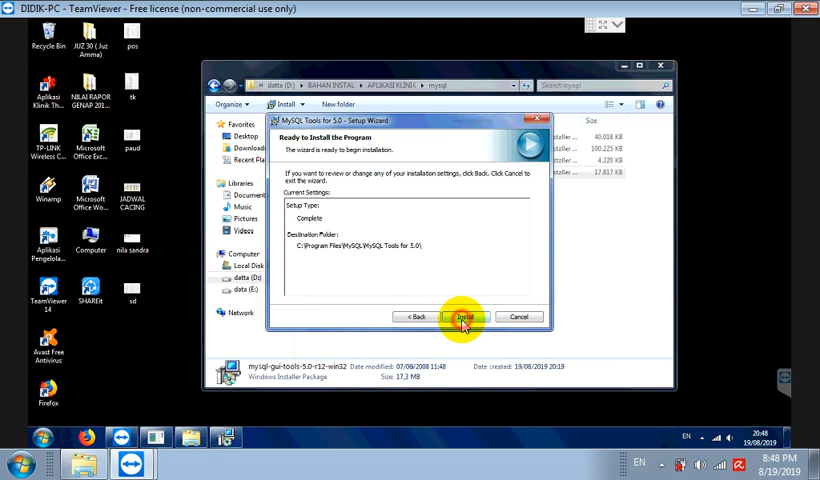 DIDIK-PC - TeamViewer - Free license (non-commercial use only)
Recycle Bin
JUZ 30 ( Juz Amma)
pos
Aplikasi Klinik Th...
NILAI RAPOR GENAP 201...
tk
TP-LINK Wireless C...
Microsoft Office Exc...
paud
Winamp
Microsoft Office Wo...
JADWAL CACING
Aplikasi Pengelola...
Computer
nila sandra
TeamViewer 14
SHAREit
sd
Avast Free Antivirus
Firefox
datta (D:)
BAHAN INSTAL
APLIKASI KLINIK
mysql
Search mysql
Organize
Install
New folder
Favorites
Desktop
Downloads
Recent Pla
Libraries
Document
Music
Pictures
Videos
Computer
Local Disk
datta (D:)
data (E:)
Network
Size
staller ... 40.018 KB
staller ... 100.225 KB
staller ... 4.220 KB
staller ... 17.817 KB
MySQL Tools for 5.0 - Setup Wizard
Ready to Install the Program
The wizard is ready to begin installation.
If you want to review or change any of your installation settings, click Back. Click Cancel to
exit the wizard.
Current Settings:
Setup Type:
Complete
Destination Folder:
C:\Program Files\MySQL\MySQL Tools for 5.0\
< Back
Install
Cancel
mysql-gui-tools-5.0-r12-win32 Date modified: 07/06/2008 11:48 Date created: 19/08/2019 20:19
Windows Installer Package Size: 17,3 MB
EN
20:48
19/08/2019
EN
8:48 PM
8/19/2019